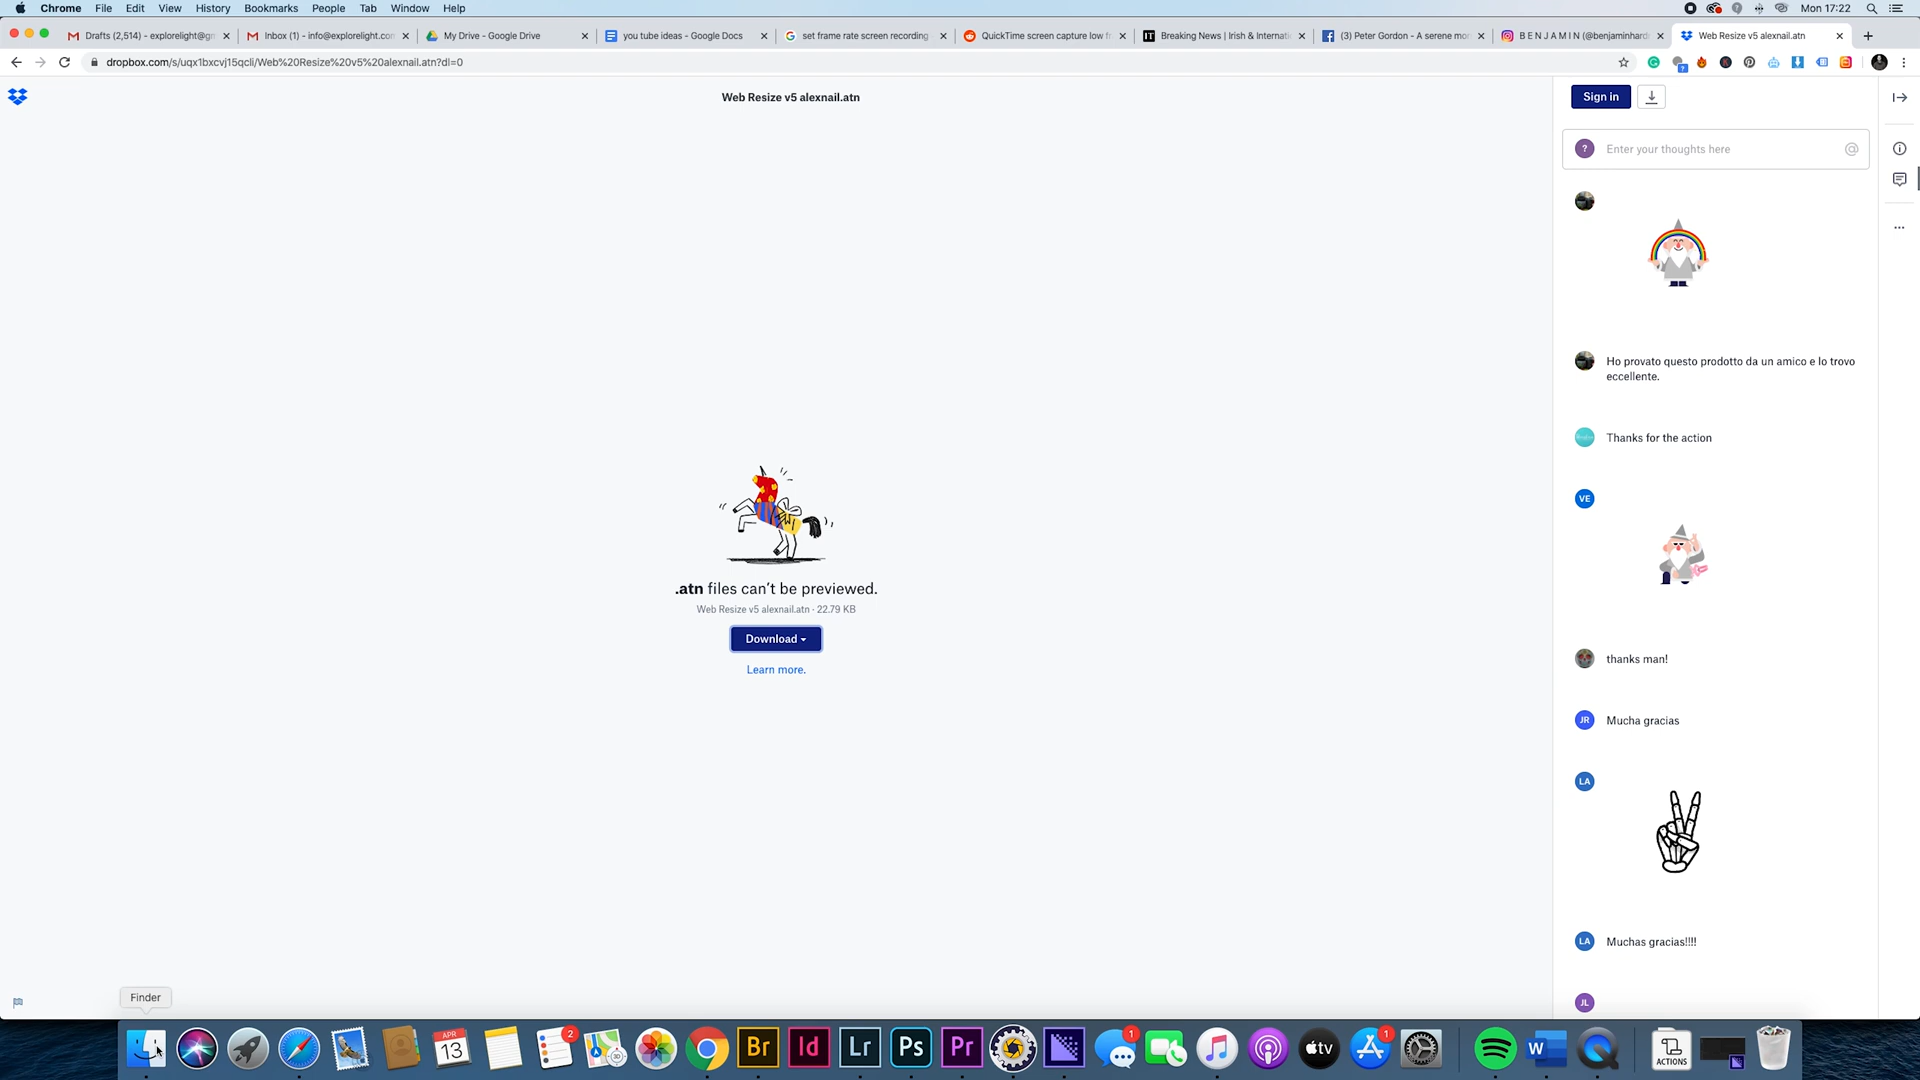 Chrome File Edit View History Bookmarks People Tab Window Help
Mon 17:22
Drafts (2,514) - explorelight@gm
Inbox (1) - info@explorelight.com
My Drive - Google Drive
you tube ideas - Google Docs
set frame rate screen recording
QuickTime screen capture low fr
Breaking News | Irish & Internati
(3) Peter Gordon - A serene mor
B E N J A M I N (@benjaminhard
Web Resize v5 alexnail.atn
dropbox.com/s/uqx1bxcvj15qcli/Web%20Resize%20v5%20alexnail.atn?dl=0
Web Resize v5 alexnail.atn
Sign in
?
Enter your thoughts here
@
Ho provato questo prodotto da un amico e lo trovo
eccellente.
Thanks for the action
VE
.atn files can't be previewed.
Web Resize v5 alexnail.atn · 22.79 KB
Download
Learn more.
thanks man!
JR
Mucha gracias
LA
LA
Muchas gracias!!!!
JL
Finder
APR
13
2
3D
Br
Id
Lr
Ps
Pr
1
tv
1
W
ACTIONS